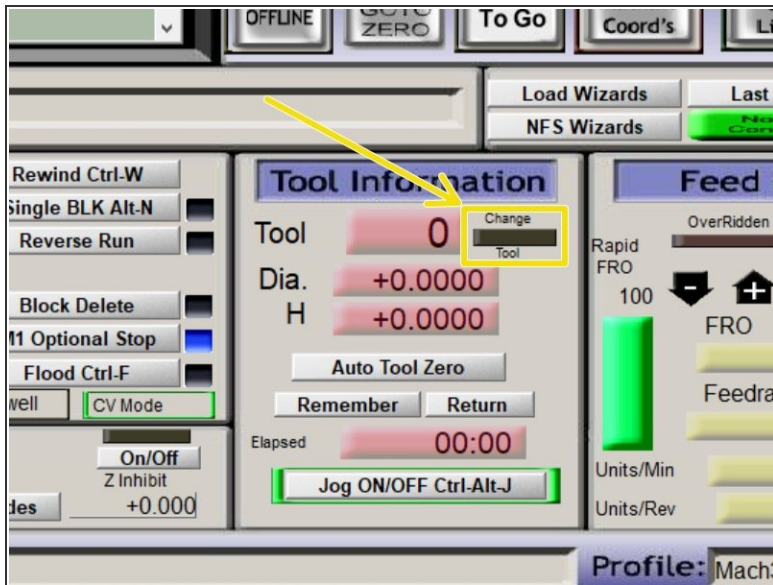 OFFLINE
GOTO
ZERO
To Go
Coord's
Load Wizards
Last
NFS Wizards
Rewind Ctrl-W
Single BLK Alt-N
Reverse Run
Block Delete
M1 Optional Stop
Flood Ctrl-F
CV Mode
On/Off
Z Inhibit
+0.000
Tool Information
Tool
0
Change
Tool
Dia.
+0.0000
H
+0.0000
Auto Tool Zero
Remember
Return
Elapsed
00:00
Jog ON/OFF Ctrl-Alt-J
Feed
OverRidden
Rapid
FRO
100
FRO
Units/Min
Units/Rev
Profile: